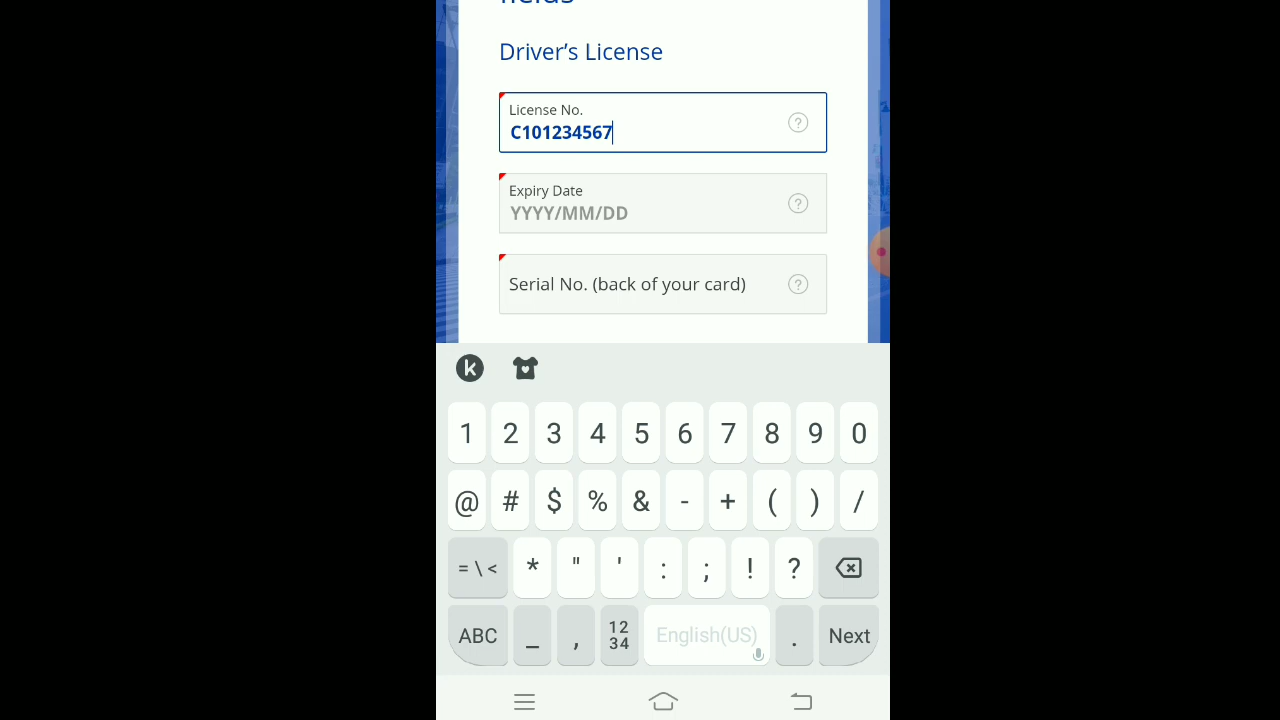 fields
Driver's License
License No.
C101234567
Expiry Date
YYYY/MM/DD
Serial No. (back of your card)
k
1 2 3 4 5 6 7 8 9 0
@ # $ % & - + ( ) /
= \ < * " ' : ; ! ?
ABC _ , 12 34 English(US) . Next